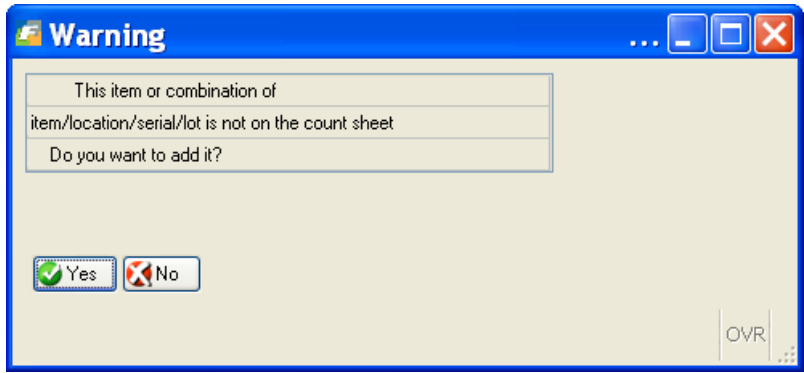 Warning
...
This item or combination of
item/location/serial/lot is not on the count sheet
Do you want to add it?
Yes
No
OVR